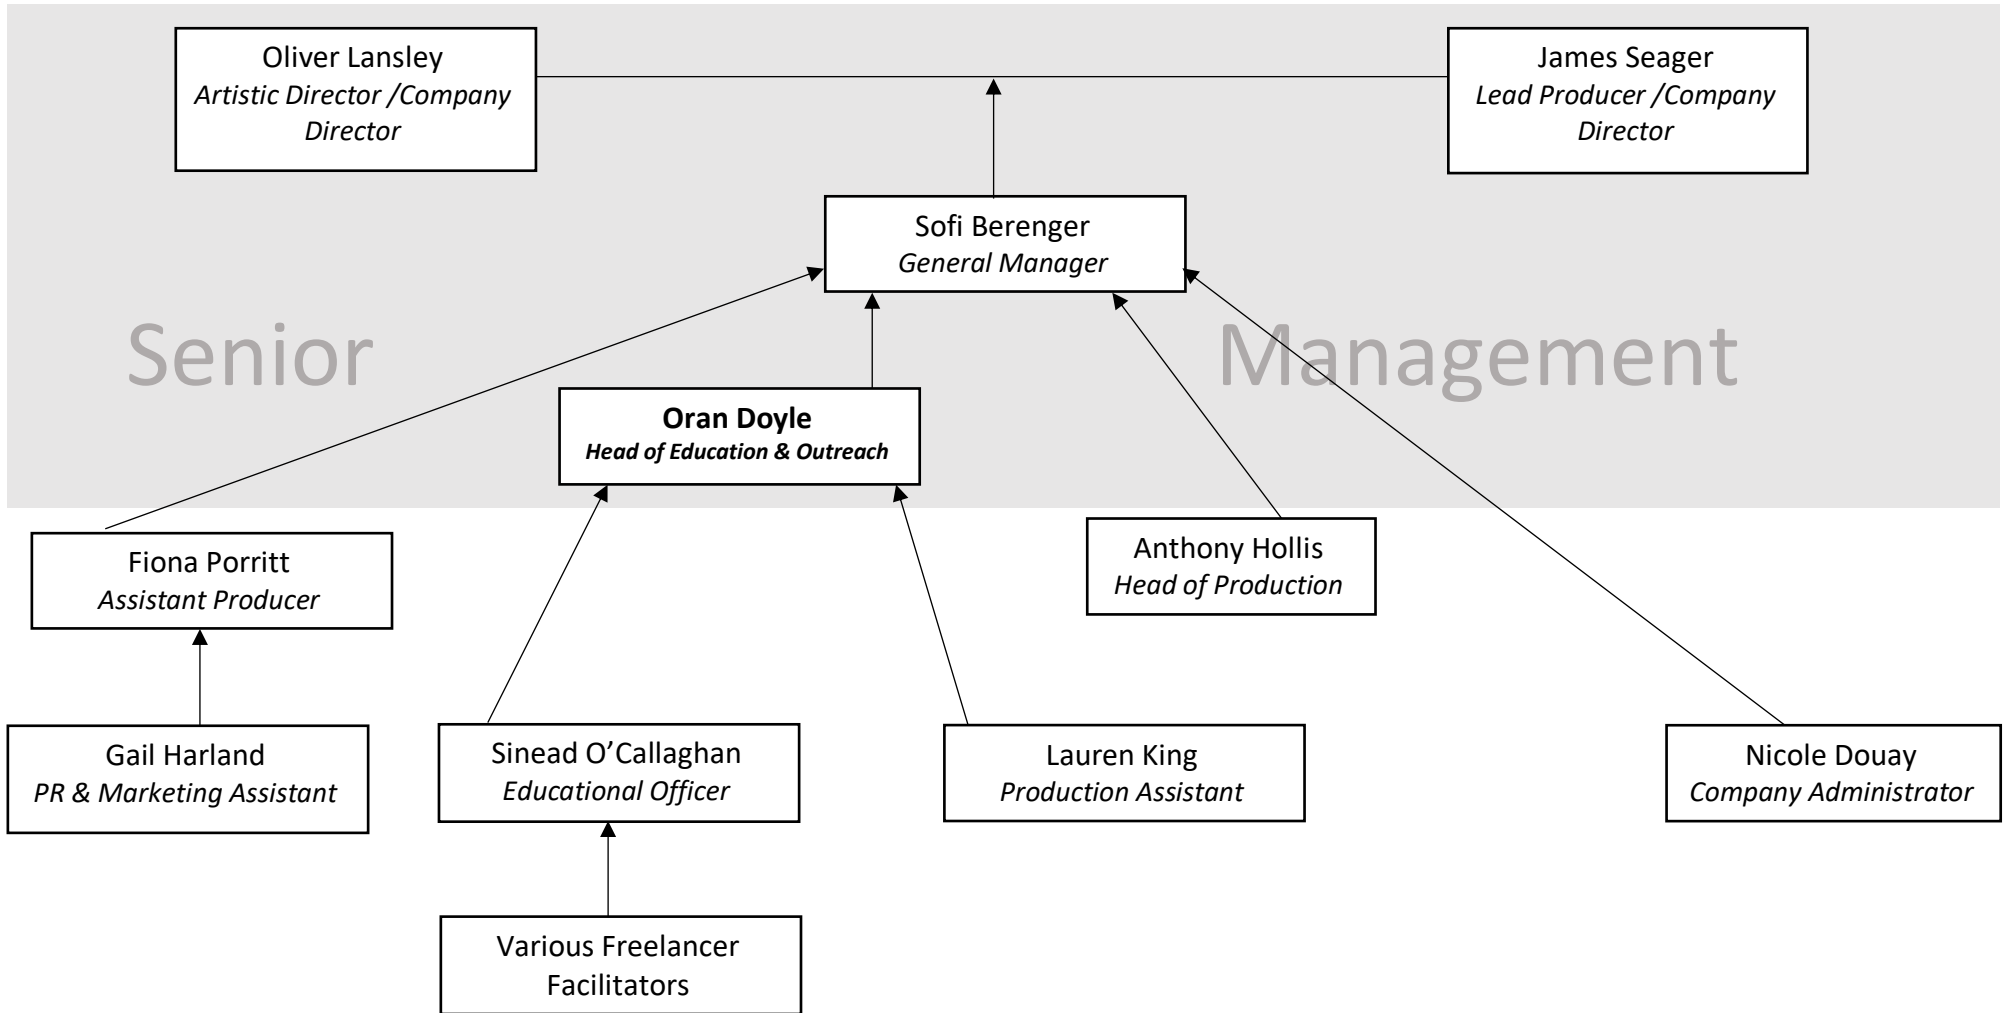 Oliver Lansley
Artistic Director /Company
Director
James Seager
Lead Producer /Company
Director
Sofi Berenger
General Manager
Senior
Management
Oran Doyle
Head of Education & Outreach
Fiona Porritt
Assistant Producer
Anthony Hollis
Head of Production
Gail Harland
PR & Marketing Assistant
Sinead O’Callaghan
Educational Officer
Lauren King
Production Assistant
Nicole Douay
Company Administrator
Various Freelancer
Facilitators